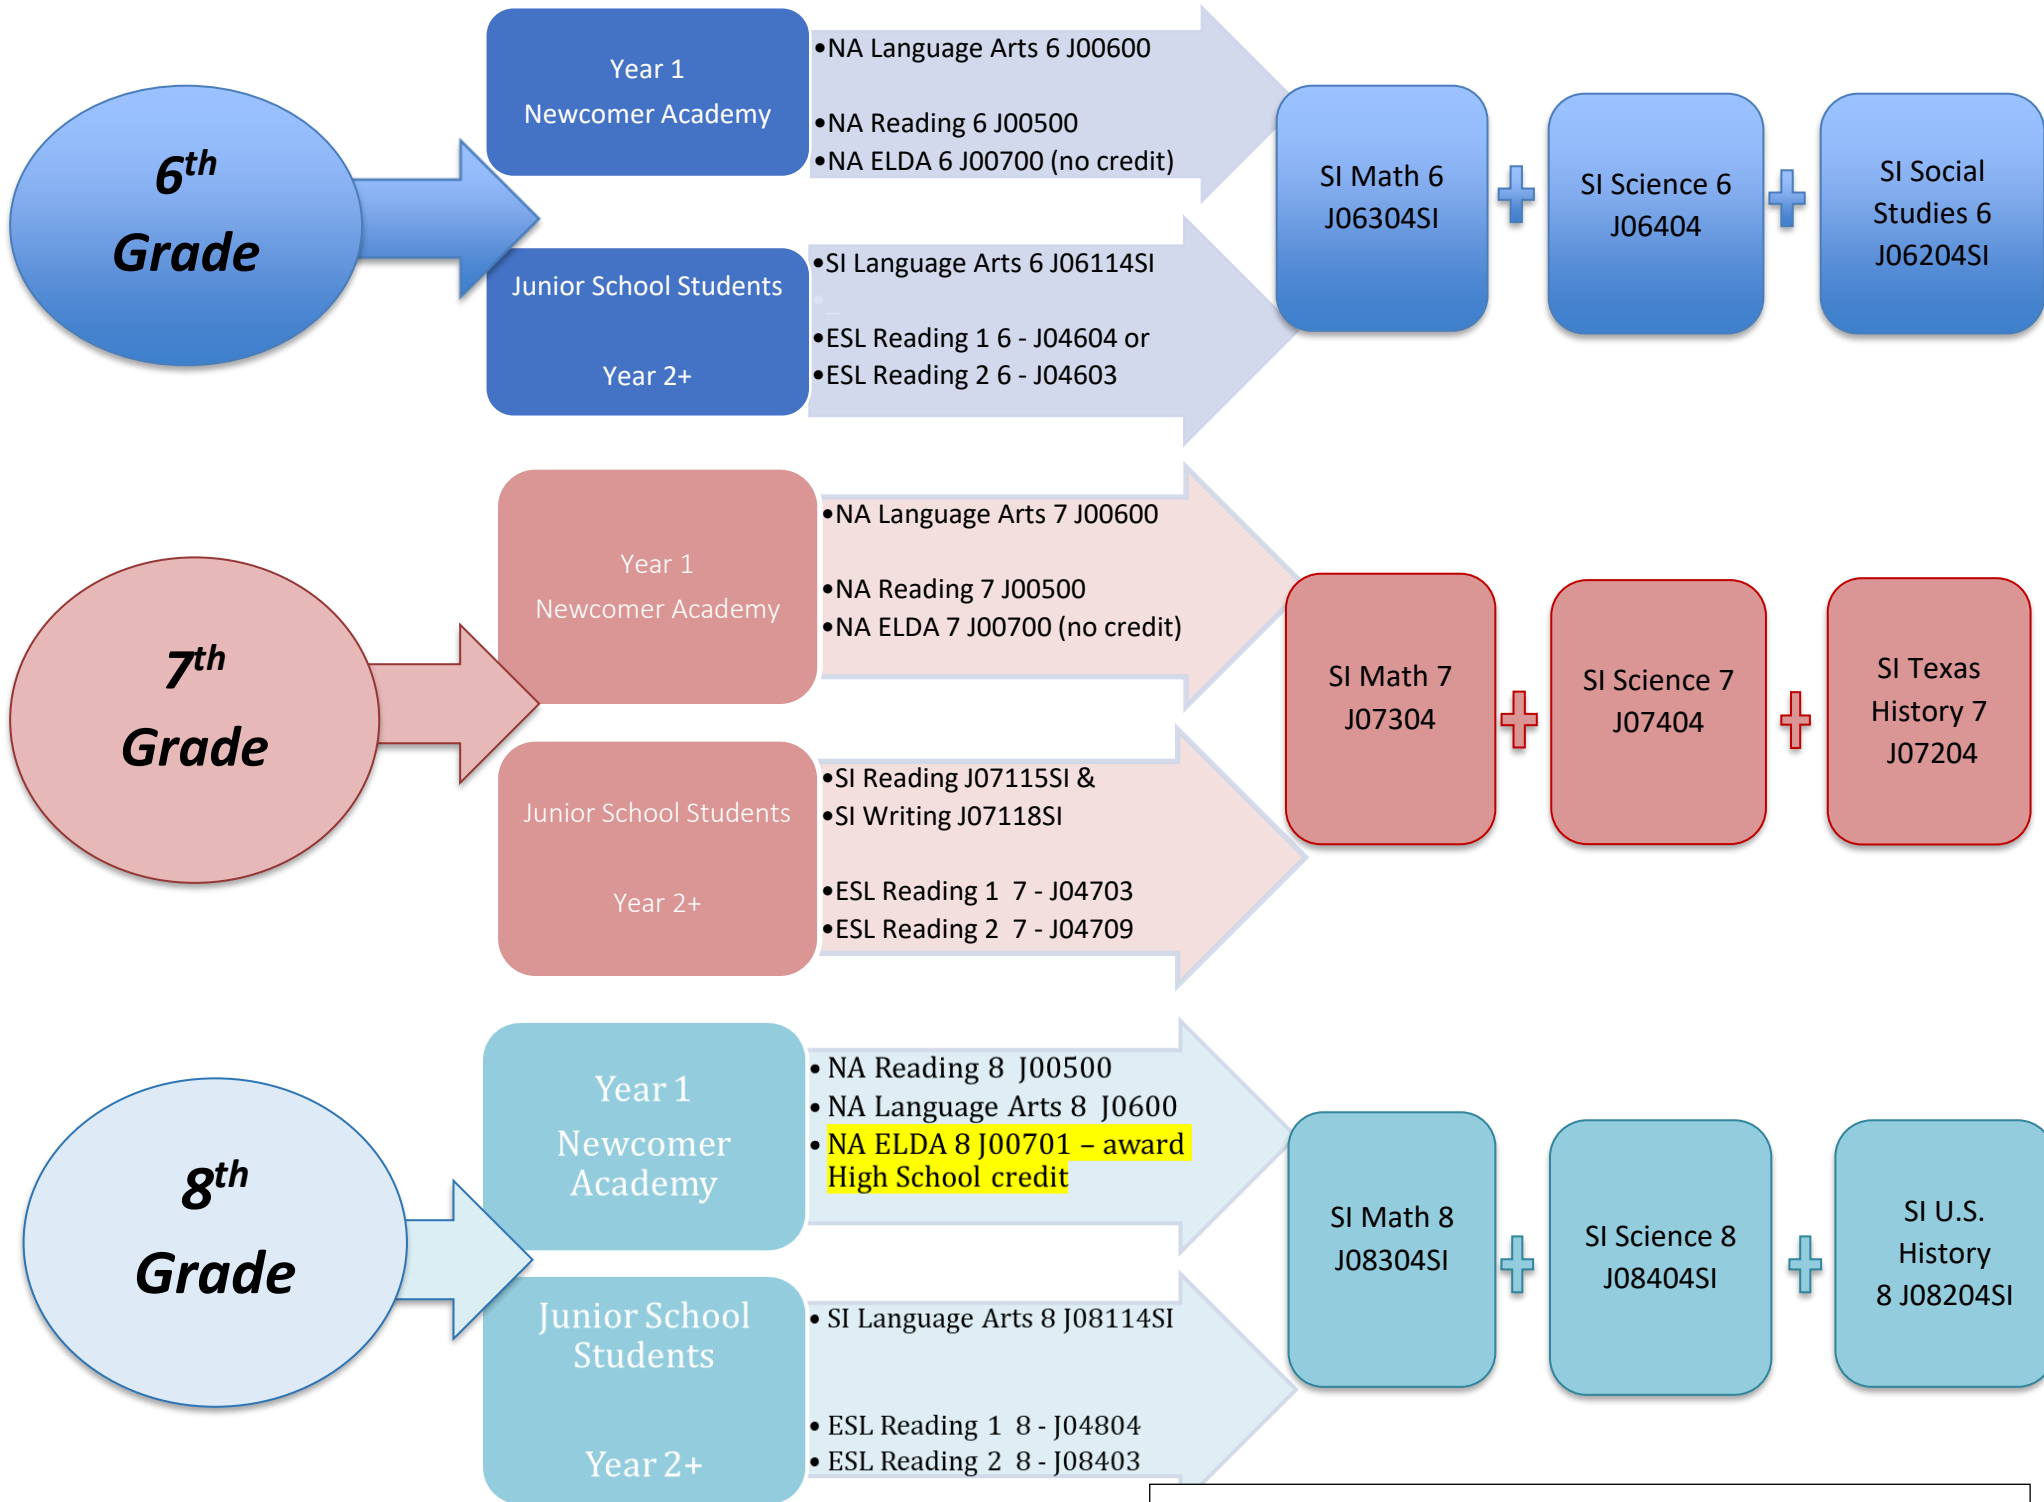 6th
Grade
Year 1
Newcomer Academy
•NA Language Arts 6 J00600
•NA Reading 6 J00500
•NA ELDA 6 J00700 (no credit)
Junior School Students
Year 2+
•SI Language Arts 6 J06114SI
•ESL Reading 1 6 - J04604 or
•ESL Reading 2 6 - J04603
SI Math 6
J06304SI
SI Science 6
J06404
SI Social
Studies 6
J06204SI
7th
Grade
Year 1
Newcomer Academy
•NA Language Arts 7 J00600
•NA Reading 7 J00500
•NA ELDA 7 J00700 (no credit)
Junior School Students
Year 2+
•SI Reading J07115SI &
•SI Writing J07118SI
•ESL Reading 1 7 - J04703
•ESL Reading 2 7 - J04709
SI Math 7
J07304
SI Science 7
J07404
SI Texas
History 7
J07204
8th
Grade
Year 1
Newcomer
Academy
• NA Reading 8 J00500
• NA Language Arts 8 J0600
• NA ELDA 8 J00701 – award
High School credit
Junior School
Students
Year 2+
• SI Language Arts 8 J08114SI
• ESL Reading 1 8 - J04804
• ESL Reading 2 8 - J08403
SI Math 8
J08304SI
SI Science 8
J08404SI
SI U.S.
History
8 J08204SI